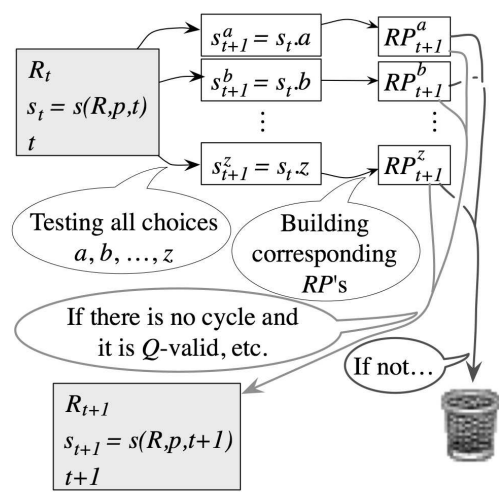 R_t
s_t = s(R,p,t)
t
s^a_{t+1} = s_t.a
RP^a_{t+1}
s^b_{t+1} = s_t.b
RP^b_{t+1}
⋮ ⋮
s^z_{t+1} = s_t.z
RP^z_{t+1}
Testing all choices
a, b, ..., z
Building
corresponding
RP's
If there is no cycle and
it is Q-valid, etc.
If not...
R_{t+1}
s_{t+1} = s(R,p,t+1)
t+1